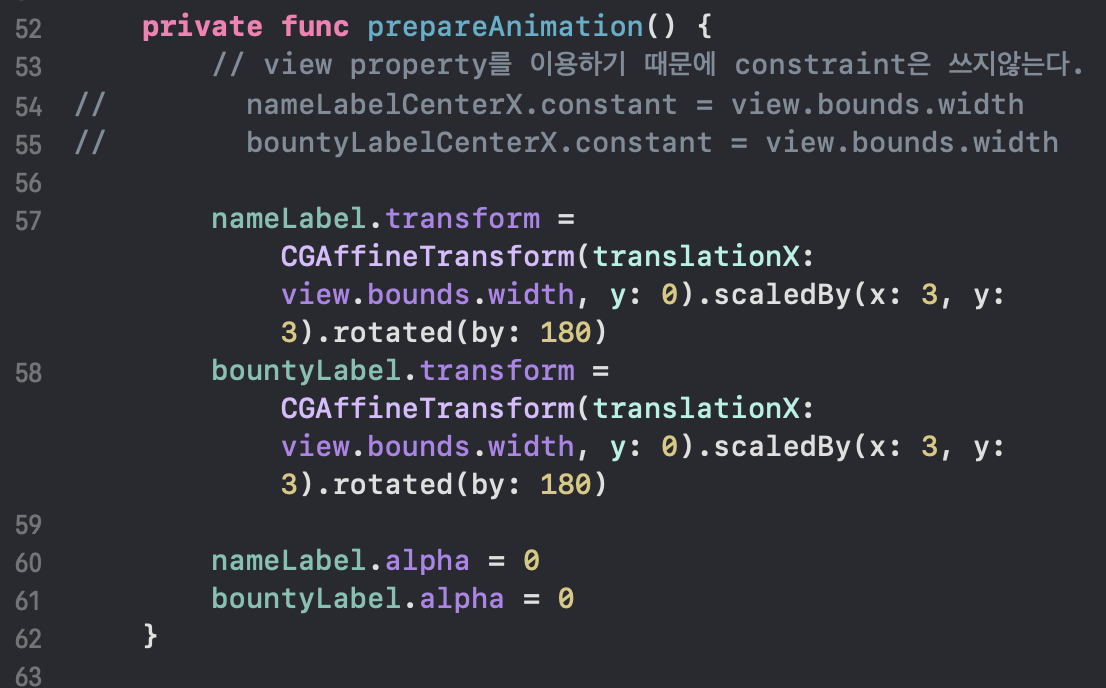 52 private func prepareAnimation() {
53 // view property를 이용하기 때문에 constraint은 쓰지않는다.
54 // nameLabelCenterX.constant = view.bounds.width
55 // bountyLabelCenterX.constant = view.bounds.width
56
57 nameLabel.transform =
CGAffineTransform(translationX:
view.bounds.width, y: 0).scaledBy(x: 3, y:
3).rotated(by: 180)
58 bountyLabel.transform =
CGAffineTransform(translationX:
view.bounds.width, y: 0).scaledBy(x: 3, y:
3).rotated(by: 180)
59
60 nameLabel.alpha = 0
61 bountyLabel.alpha = 0
62 }
63